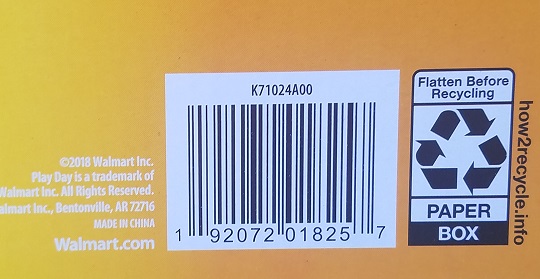 ©2018 Walmart Inc.
Play Day is a trademark of
Walmart Inc. All Rights Reserved.
Walmart Inc., Bentonville, AR 72716
MADE IN CHINA
Walmart.com
K71024A00
1 92072 01825 7
Flatten Before
Recycling
PAPER
BOX
how2recycle.info